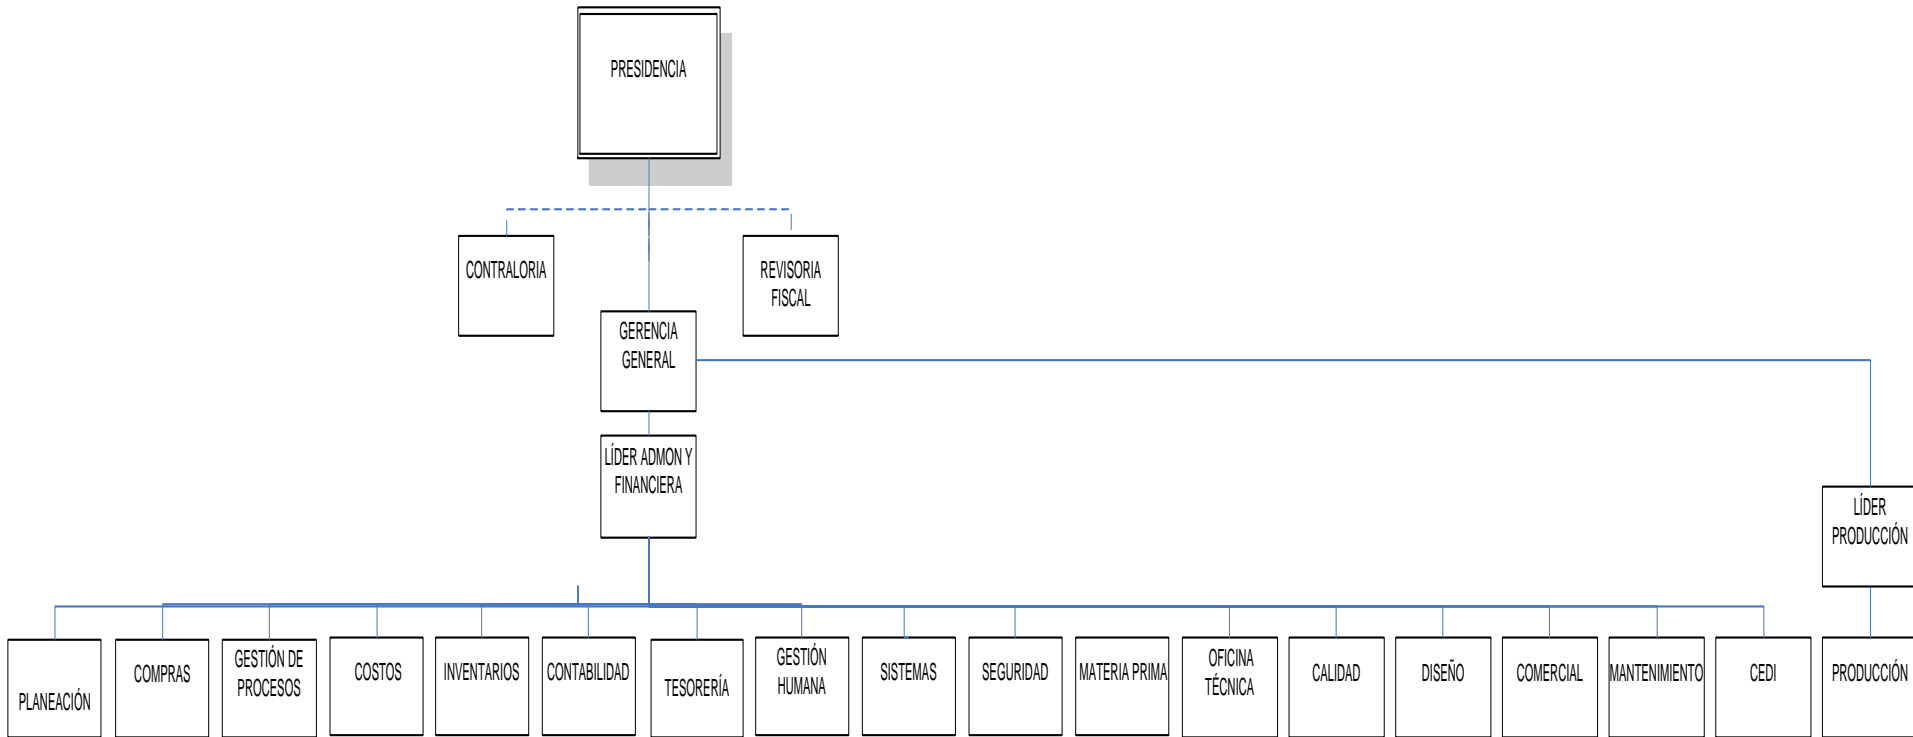 PRESIDENCIA
CONTRALORIA
REVISORIA
FISCAL
GERENCIA
GENERAL
LÍDER ADMON Y
FINANCIERA
LÍDER
PRODUCCIÓN
PLANEACIÓN
COMPRAS
GESTIÓN DE
PROCESOS
COSTOS
INVENTARIOS
CONTABILIDAD
TESORERÍA
GESTIÓN
HUMANA
SISTEMAS
SEGURIDAD
MATERIA PRIMA
OFICINA
TÉCNICA
CALIDAD
DISEÑO
COMERCIAL
MANTENIMIENTO
CEDI
PRODUCCIÓN